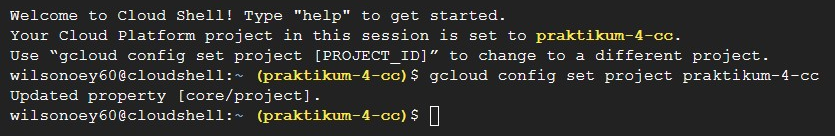 Welcome to Cloud Shell! Type "help" to get started.
Your Cloud Platform project in this session is set to praktikum-4-cc.
Use “gcloud config set project [PROJECT_ID]” to change to a different project.
wilsonoey60@cloudshell:~ (praktikum-4-cc)$ gcloud config set project praktikum-4-cc
Updated property [core/project].
wilsonoey60@cloudshell:~ (praktikum-4-cc)$